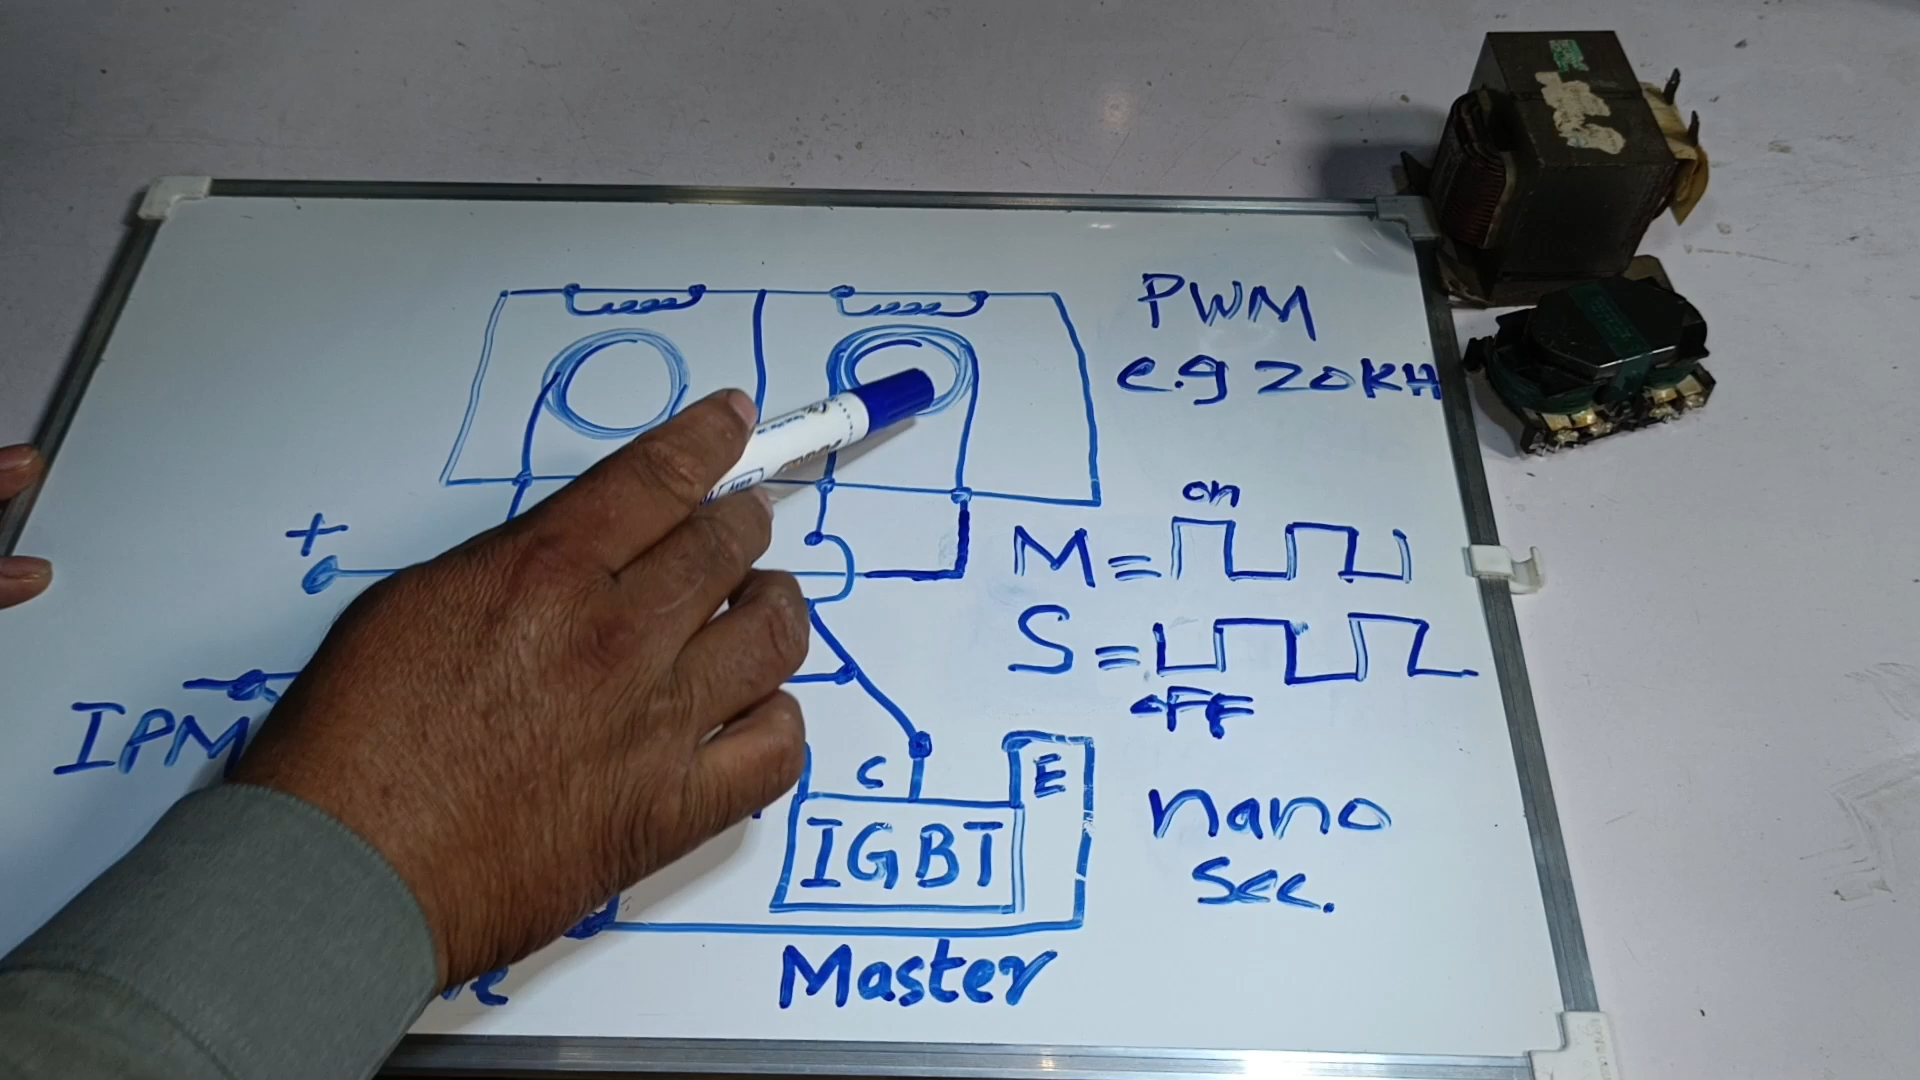 PWM
e.g 20KH
+
on
M=
S=
OFF
IPM
C
E
IGBT
nano
Sec.
Master